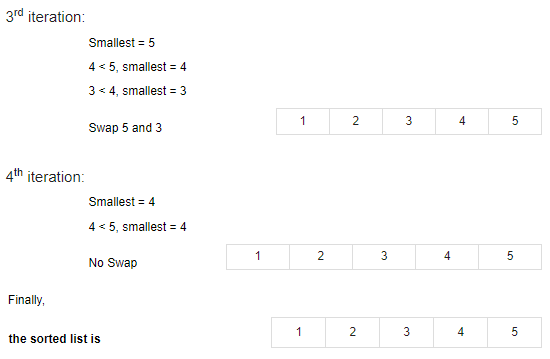 3rd iteration:
Smallest = 5
4 < 5, smallest = 4
3 < 4, smallest = 3
Swap 5 and 3
1 2 3 4 5
4th iteration:
Smallest = 4
4 < 5, smallest = 4
No Swap
1 2 3 4 5
Finally,
the sorted list is
1 2 3 4 5